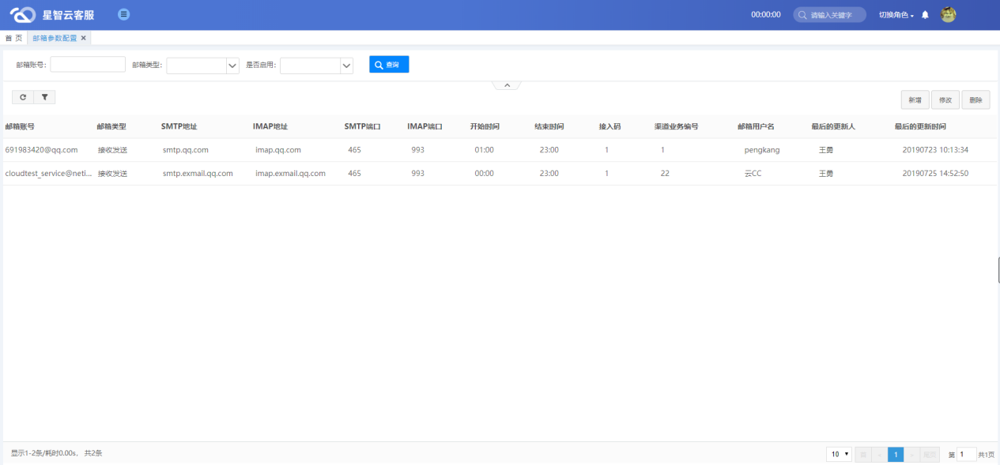 星智云客服 00:00:00 请输入关键字 切换角色
首 页 邮箱参数配置
邮箱账号: 邮箱类型: 是否启用: 查询
新增 修改 删除
邮箱账号 邮箱类型 SMTP地址 IMAP地址 SMTP端口 IMAP端口 开始时间 结束时间 接入码 渠道业务编号 邮箱用户名 最后的更新人 最后的更新时间
691983420@qq.com 接收发送 smtp.qq.com imap.qq.com 465 993 01:00 23:00 1 1 pengkang 王勇 20190723 10:13:34
cloudtest_service@neti... 接收发送 smtp.exmail.qq.com imap.exmail.qq.com 465 993 00:00 23:00 1 22 云CC 王勇 20190725 14:52:50
显示1-2条/耗时0.00s, 共2条 10 1 第 1 共1页